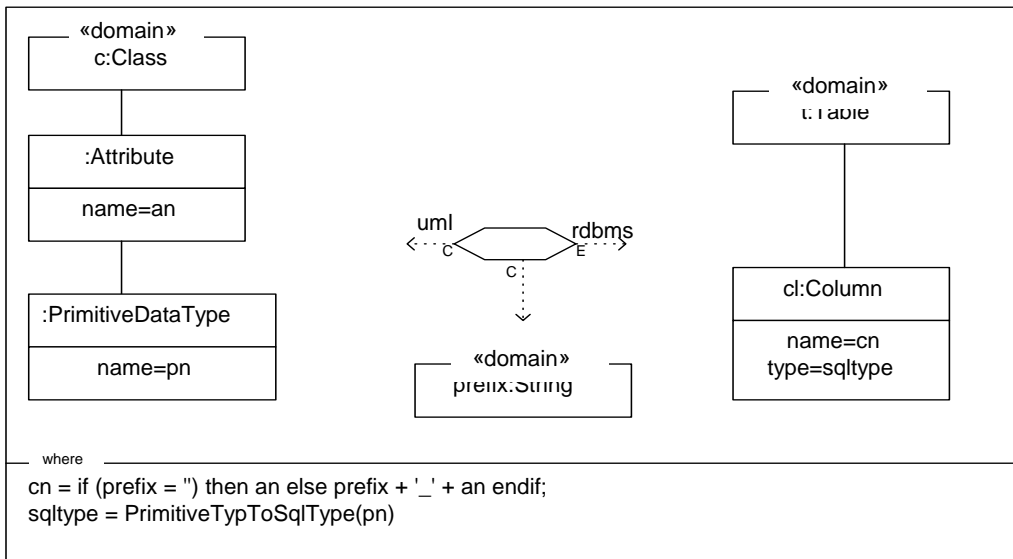 «domain»
c:Class
:Attribute
name=an
:PrimitiveDataType
name=pn
uml
rdbms
C
E
C
«domain»
prefix:String
«domain»
t:Table
cl:Column
name=cn
type=sqltype
where
cn = if (prefix = '') then an else prefix + '_' + an endif;
sqltype = PrimitiveTypToSqlType(pn)